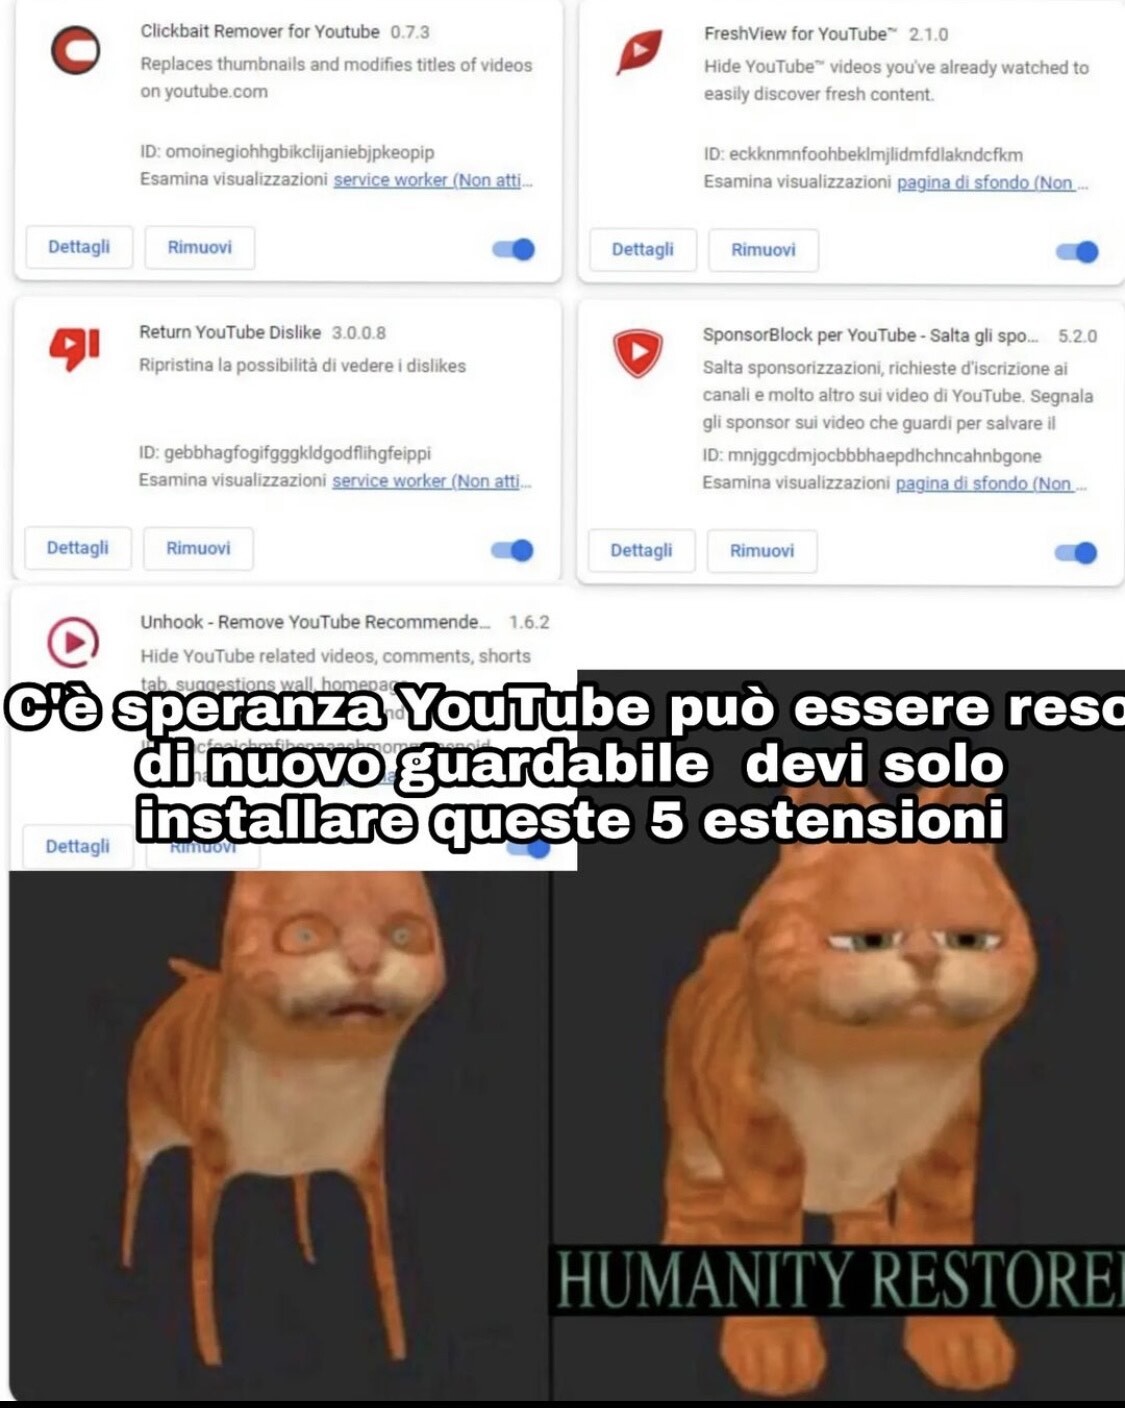 Clickbait Remover for Youtube 0.7.3
Replaces thumbnails and modifies titles of videos
on youtube.com
ID: omoinegiohhgbikclijaniebjpkeopip
Esamina visualizzazioni service worker (Non atti...
Dettagli Rimuovi
FreshView for YouTube™ 2.1.0
Hide YouTube™ videos you've already watched to
easily discover fresh content.
ID: eckknmnfoohbeklmjlidmfdlakndcfkm
Esamina visualizzazioni pagina di sfondo (Non ...
Dettagli Rimuovi
Return YouTube Dislike 3.0.0.8
Ripristina la possibilità di vedere i dislikes
ID: gebbhagfogifgggkldgodflihgfeippi
Esamina visualizzazioni service worker (Non atti...
Dettagli Rimuovi
SponsorBlock per YouTube - Salta gli spo... 5.2.0
Salta sponsorizzazioni, richieste d'iscrizione ai
canali e molto altro sui video di YouTube. Segnala
gli sponsor sui video che guardi per salvare il
ID: mnjggcdmjocbbbhaepdhchncahnbgone
Esamina visualizzazioni pagina di sfondo (Non ...
Dettagli Rimuovi
Unhook - Remove YouTube Recommende... 1.6.2
Hide YouTube related videos, comments, shorts
tab, suggestions wall, homepage
C'è speranza YouTube può essere reso
di nuovo guardabile devi solo
installare queste 5 estensioni
Dettagli Rimuovi
HUMANITY RESTORE